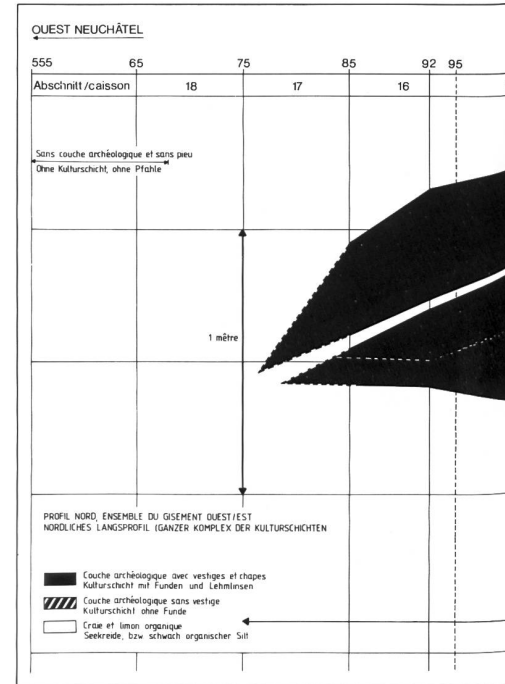 OUEST NEUCHÂTEL
555 65 75 85 92 95
Abschnitt/caisson 18 17 16
Sans couche archéologique et sans pieu
Ohne Kulturschicht, ohne Pfahle
1 mêtre
PROFIL NORD, ENSEMBLE DU GISEMENT OUEST/EST
NORDLICHES LANGSPROFIL (GANZER KOMPLEX DER KULTURSCHICHTEN
Couche archéologique avec vestiges et chapes
Kulturschicht mit Funden und Lehmlinsen
Couche archéologique sans vestige
Kulturschicht ohne Funde
Craie et limon organique
Seekreide, bzw schwach organischer Silt